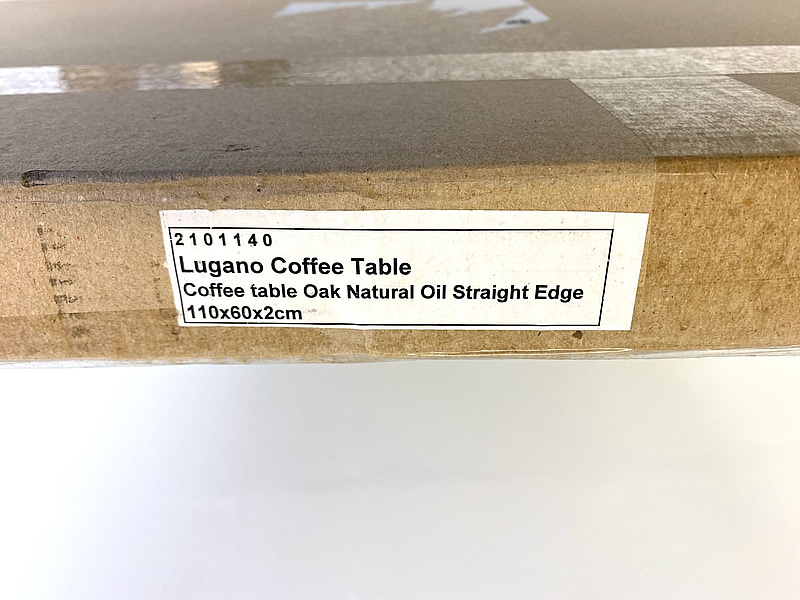 2101140
Lugano Coffee Table
Coffee table Oak Natural Oil Straight Edge
110x60x2cm